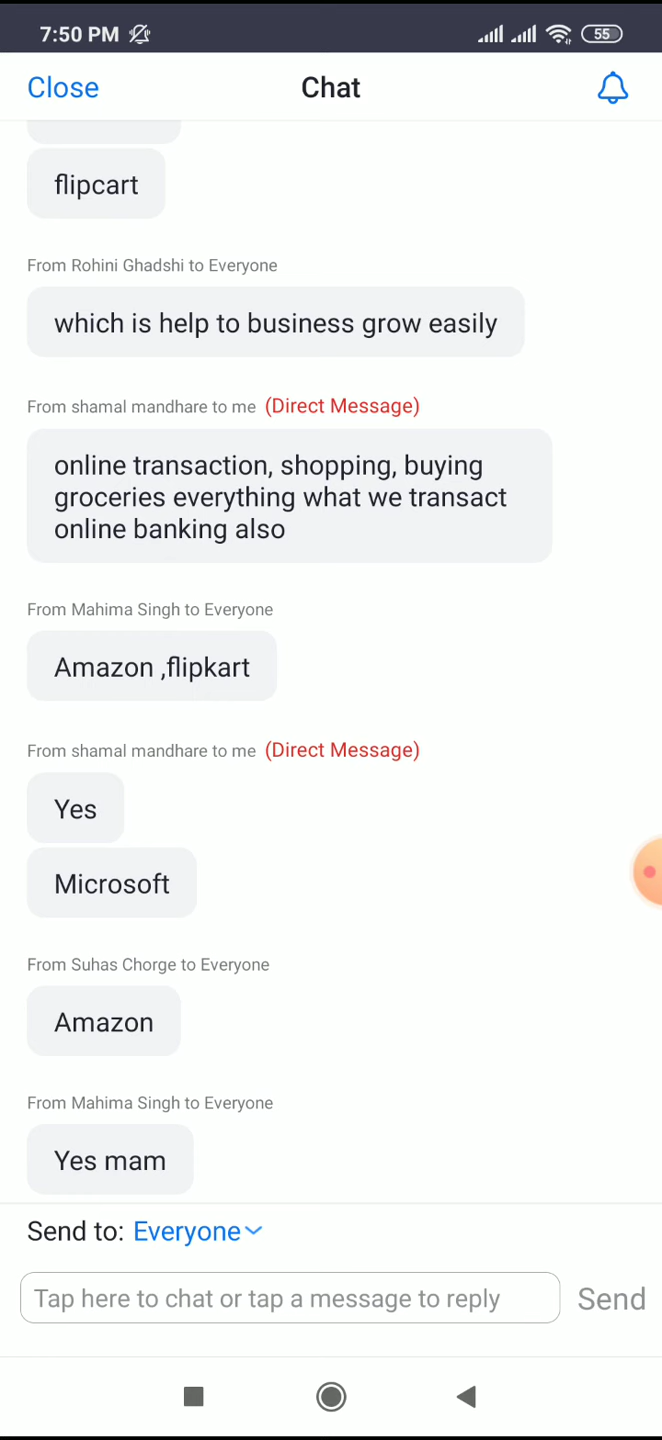 7:50 PM 55
Close Chat
flipcart
From Rohini Ghadshi to Everyone
which is help to business grow easily
From shamal mandhare to me (Direct Message)
online transaction, shopping, buying
groceries everything what we transact
online banking also
From Mahima Singh to Everyone
Amazon ,flipkart
From shamal mandhare to me (Direct Message)
Yes
Microsoft
From Suhas Chorge to Everyone
Amazon
From Mahima Singh to Everyone
Yes mam
Send to: Everyone
Tap here to chat or tap a message to reply Send